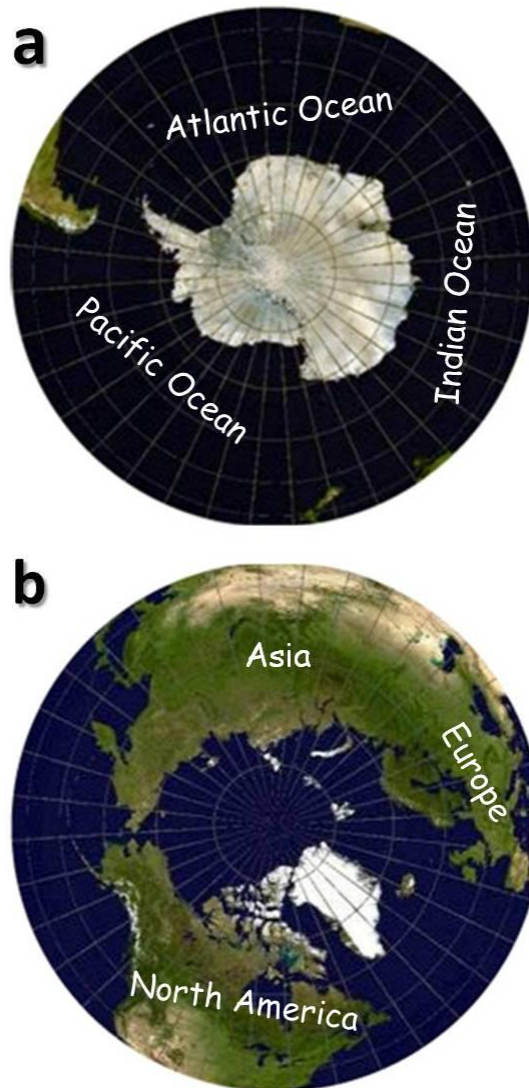 a
Atlantic Ocean
Indian Ocean
Pacific Ocean
b
Asia
Europe
North America